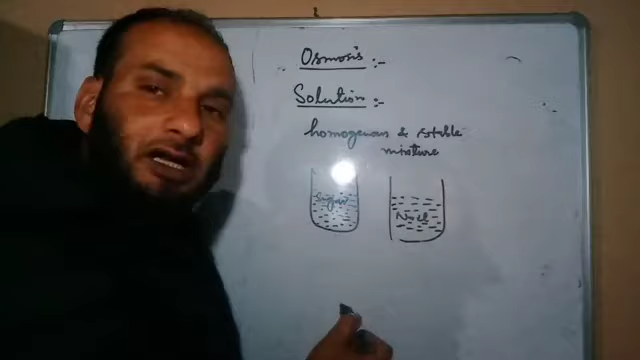 Osmosis :-
Solution :-
homogenous & stable
mixture
Sugar
Nacl